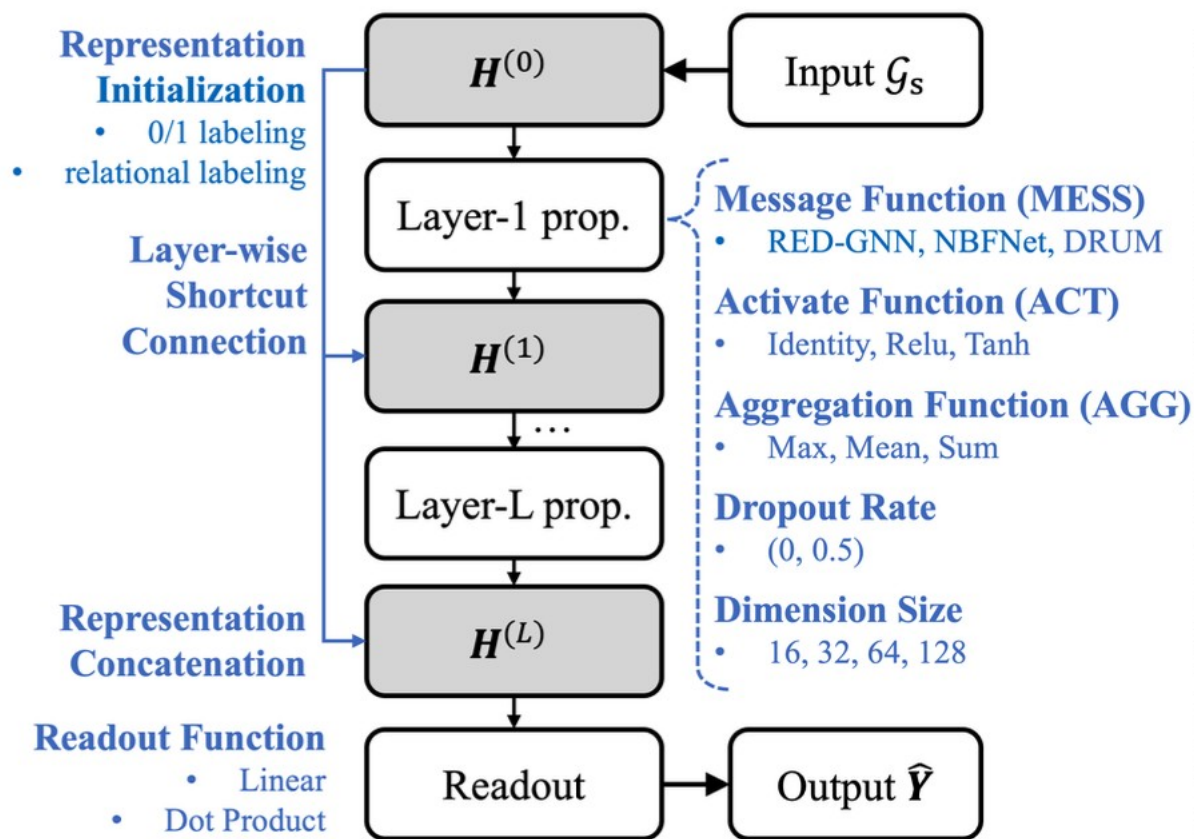 Representation
Initialization
• 0/1 labeling
• relational labeling
Layer-wise
Shortcut
Connection
Representation
Concatenation
Readout Function
• Linear
• Dot Product
H^(0)
Input 𝒢_s
Layer-1 prop.
H^(1)
...
Layer-L prop.
H^(L)
Readout
Output Ŷ
Message Function (MESS)
• RED-GNN, NBFNet, DRUM
Activate Function (ACT)
• Identity, Relu, Tanh
Aggregation Function (AGG)
• Max, Mean, Sum
Dropout Rate
• (0, 0.5)
Dimension Size
• 16, 32, 64, 128